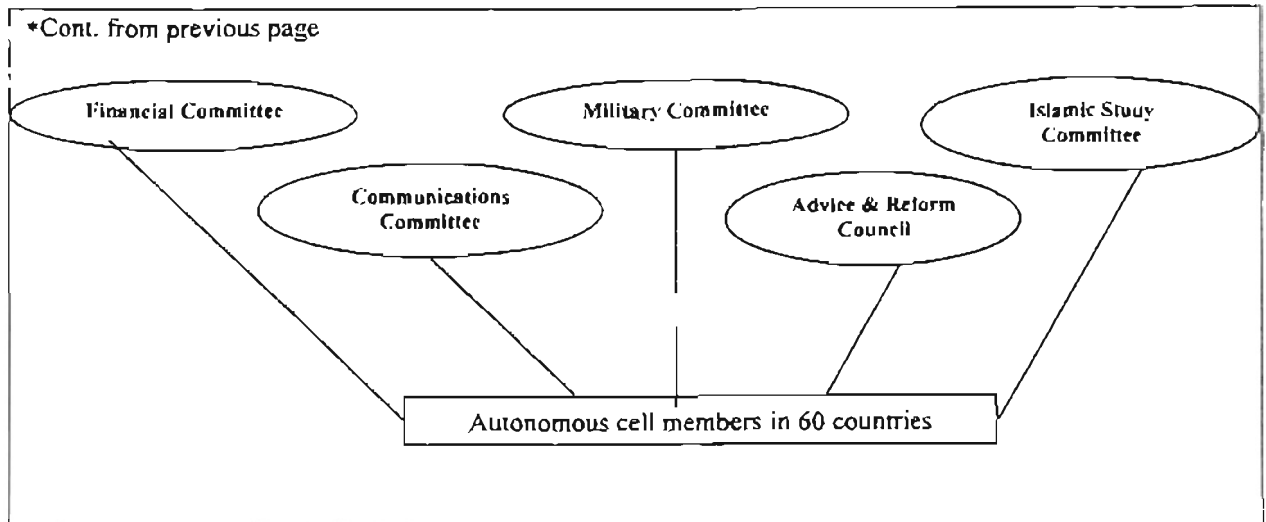 *Cont. from previous page
Financial Committee
Military Committee
Islamic Study
Committee
Communications
Committee
Advice & Reform
Council
Autonomous cell members in 60 countries